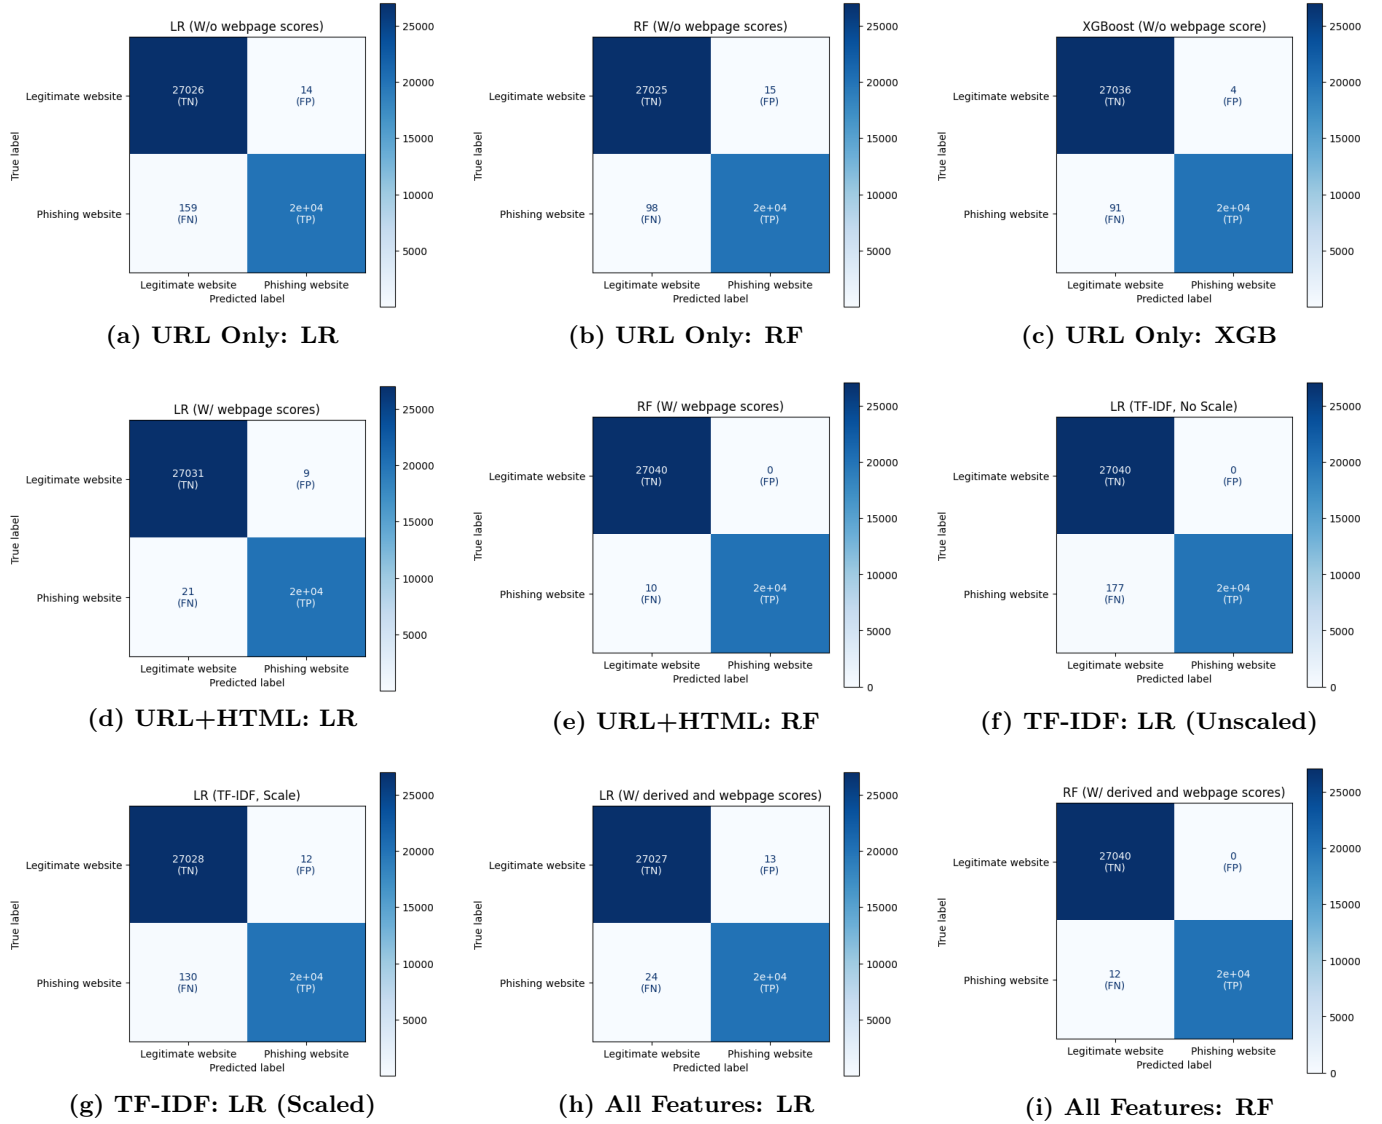 LR (W/o webpage scores)
Legitimate website
Phishing website
True label
27026
(TN)
14
(FP)
159
(FN)
2e+04
(TP)
Legitimate website
Phishing website
Predicted label
25000
20000
15000
10000
5000
(a) URL Only: LR
RF (W/o webpage scores)
Legitimate website
Phishing website
True label
27025
(TN)
15
(FP)
98
(FN)
2e+04
(TP)
Legitimate website
Phishing website
Predicted label
25000
20000
15000
10000
5000
(b) URL Only: RF
XGBoost (W/o webpage score)
Legitimate website
Phishing website
True label
27036
(TN)
4
(FP)
91
(FN)
2e+04
(TP)
Legitimate website
Phishing website
Predicted label
25000
20000
15000
10000
5000
(c) URL Only: XGB
LR (W/ webpage scores)
Legitimate website
Phishing website
True label
27031
(TN)
9
(FP)
21
(FN)
2e+04
(TP)
Legitimate website
Phishing website
Predicted label
25000
20000
15000
10000
5000
(d) URL+HTML: LR
RF (W/ webpage scores)
Legitimate website
Phishing website
True label
27040
(TN)
0
(FP)
10
(FN)
2e+04
(TP)
Legitimate website
Phishing website
Predicted label
25000
20000
15000
10000
5000
0
(e) URL+HTML: RF
LR (TF-IDF, No Scale)
Legitimate website
Phishing website
True label
27040
(TN)
0
(FP)
177
(FN)
2e+04
(TP)
Legitimate website
Phishing website
Predicted label
25000
20000
15000
10000
5000
0
(f) TF-IDF: LR (Unscaled)
LR (TF-IDF, Scale)
Legitimate website
Phishing website
True label
27028
(TN)
12
(FP)
130
(FN)
2e+04
(TP)
Legitimate website
Phishing website
Predicted label
25000
20000
15000
10000
5000
(g) TF-IDF: LR (Scaled)
LR (W/ derived and webpage scores)
Legitimate website
Phishing website
True label
27027
(TN)
13
(FP)
24
(FN)
2e+04
(TP)
Legitimate website
Phishing website
Predicted label
25000
20000
15000
10000
5000
(h) All Features: LR
RF (W/ derived and webpage scores)
Legitimate website
Phishing website
True label
27040
(TN)
0
(FP)
12
(FN)
2e+04
(TP)
Legitimate website
Phishing website
Predicted label
25000
20000
15000
10000
5000
0
(i) All Features: RF